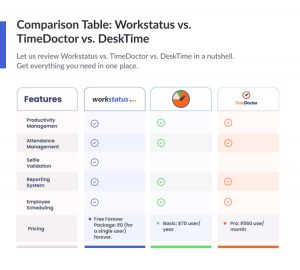 Comparison Table: Workstatus vs.
TimeDoctor vs. DeskTime
Let us review Workstatus vs. TimeDoctor vs. DeskTime in a nutshell.
Get everything you need in one place.
Features
workstatus
TimeDoctor
Productivity
Managemen
Attendance
Management
Selfie
Validation
Reporting
System
Employee
Scheduling
Pricing
Free Forever
Package: ₹0 (for
a single user)
forever.
Basic: $70 user/
year
Pro: ₹560 use/
month